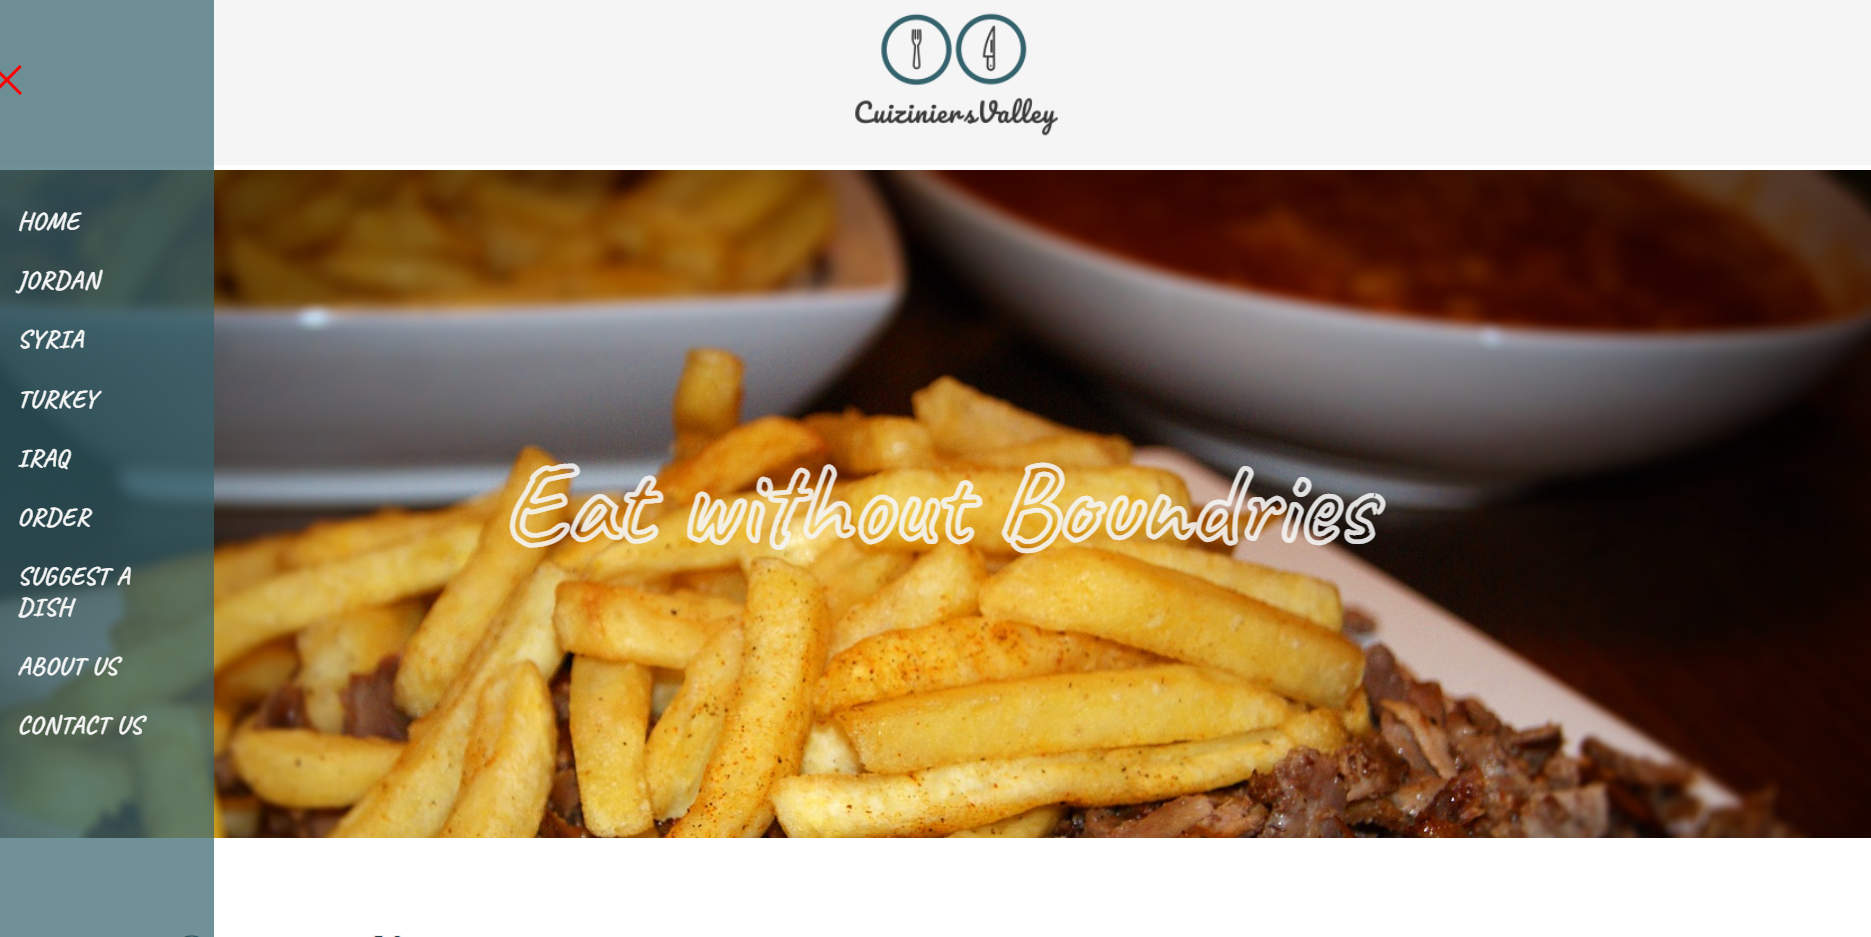 CuiziniersValley
HOME
JORDAN
SYRIA
TURKEY
IRAQ
ORDER
SUGGEST A
DISH
ABOUT US
CONTACT US
Eat without Boundries